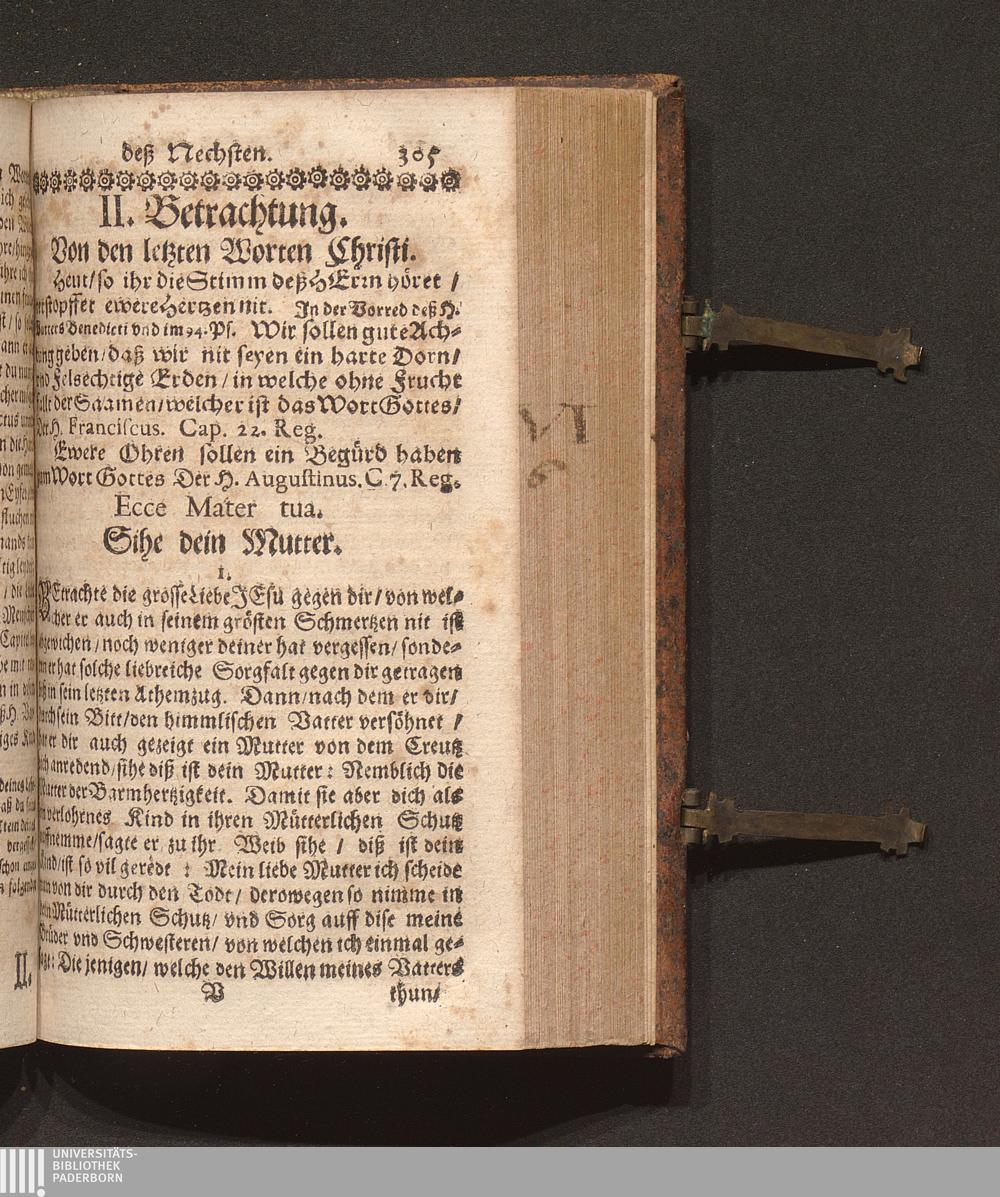 deß Nechsten. 305
II. Betrachtung.
Von den letzten Worten Christi.
Heut/ so ihr die Stimm deß HErrn höret /
ewere Hertzen nit. In der Vorred deß H.
Benedicti vnd im 94. Ps. Wir sollen gute Ach-
geben/ daß wir nit seyen ein harte Dorn/
Felsechtige Erden / in welche ohne Frucht
der Saamen/ welcher ist das Wort Gottes/
Der H. Franciscus. Cap. 22. Reg.
Ewere Ohren sollen ein Begürd haben
zum Wort Gottes Der H. Augustinus. C. 7. Reg.
Ecce Mater tua.
Sihe dein Mutter.
1.
BEtrachte die grosse Liebe JEsu gegen dir/ von wel-
cher er auch in seinem grösten Schmertzen nit ist
gewichen/ noch weniger deiner hat vergessen/ sonde-
er hat solche liebreiche Sorgfalt gegen dir getragen
in sein letzten Athemzug. Dann/ nach dem er dir/
durch sein Bitt/ den himmlischen Vatter versöhnet /
hat er dir auch gezeigt ein Mutter von dem Creutz
anredend/ sihe diß ist dein Mutter: Nemblich die
Mutter der Barmhertzigkeit. Damit sie aber dich als
verlohrnes Kind in ihren Mütterlichen Schutz
auffnemme/ sagte er zu ihr Weib sihe / diß ist dein
Kind/ ist so vil geredt : Mein liebe Mutter ich scheide
von dir durch den Todt/ derowegen so nimme in
dein Mütterlichen Schutz/ vnd Sorg auff dise meine
Brüder vnd Schwesteren/ von welchen ich einmal ge-
sagt: Die jenigen/ welche den Willen meines Vatters
V thun/
II.
VI
6
UNIVERSITÄTS-
BIBLIOTHEK
PADERBORN